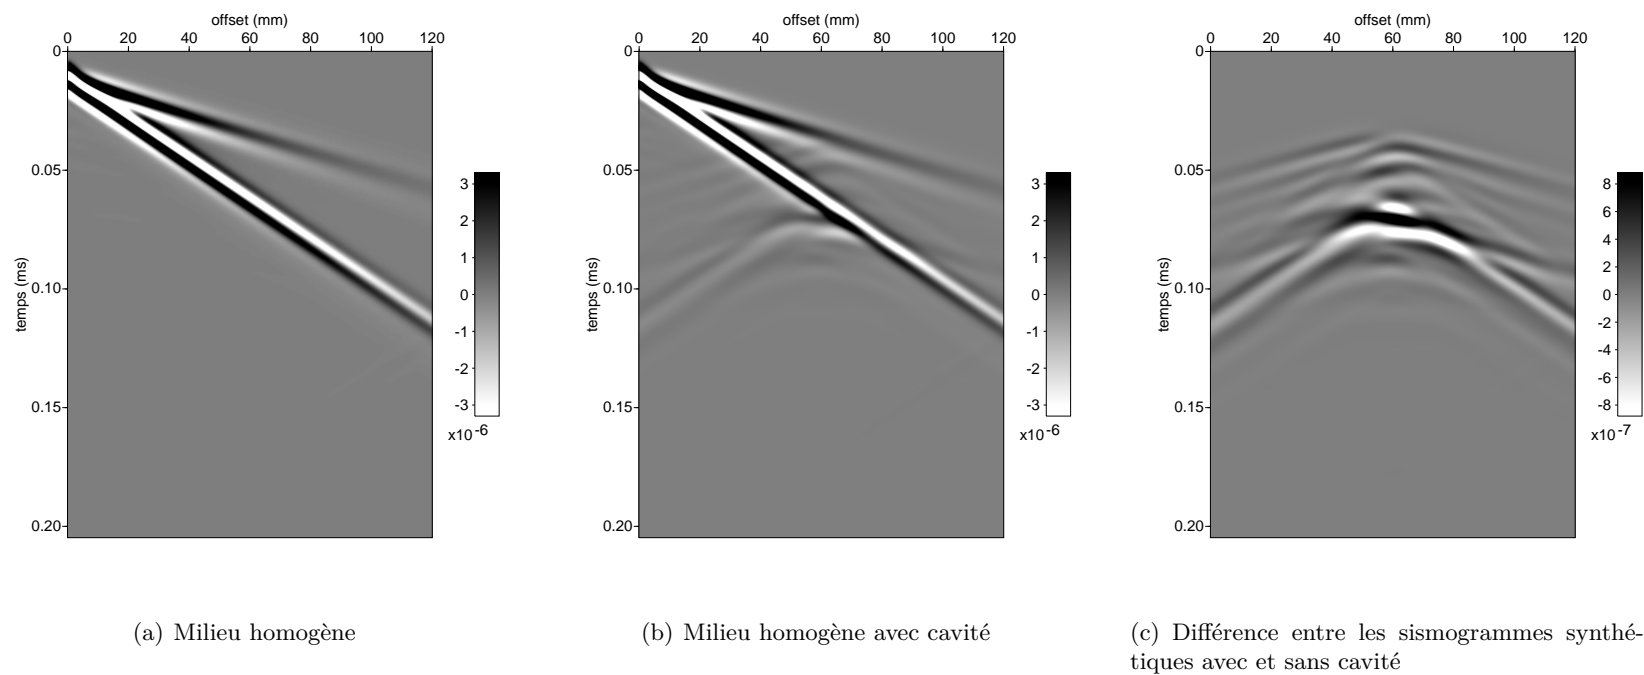 offset (mm)
0 20 40 60 80 100 120
0
0.05
0.10
0.15
0.20
temps (ms)
3
2
1
0
-1
-2
-3
x10 -6
(a) Milieu homogène
offset (mm)
0 20 40 60 80 100 120
0
0.05
0.10
0.15
0.20
temps (ms)
3
2
1
0
-1
-2
-3
x10 -6
(b) Milieu homogène avec cavité
offset (mm)
0 20 40 60 80 100 120
0
0.05
0.10
0.15
0.20
temps (ms)
8
6
4
2
0
-2
-4
-6
-8
x10 -7
(c) Différence entre les sismogrammes synthé-
tiques avec et sans cavité